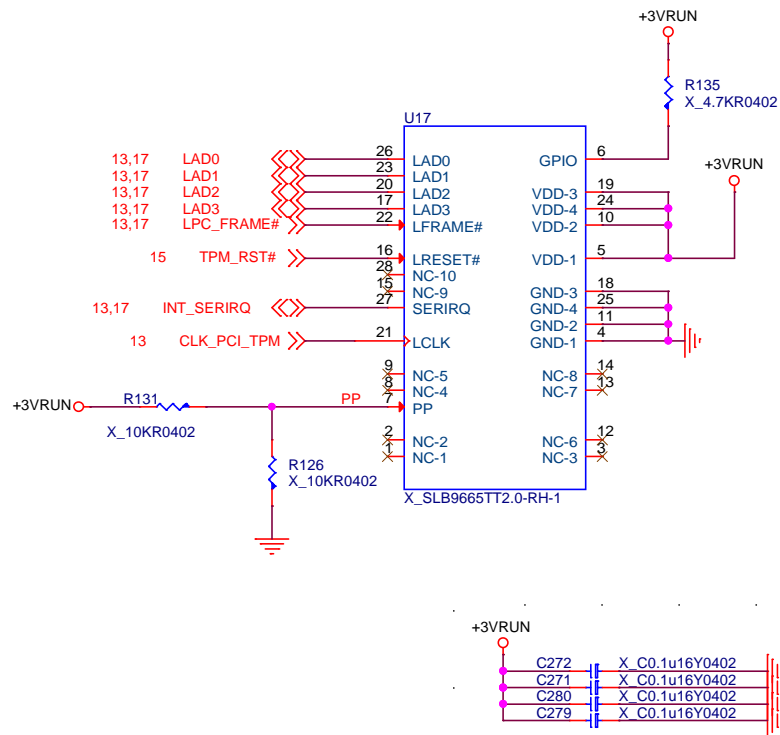 +3VRUN
R135
X_4.7KR0402
U17
13,17 LAD0 26 LAD0 GPIO 6
+3VRUN
13,17 LAD1 23 LAD1
13,17 LAD2 20 LAD2 VDD-3 19
13,17 LAD3 17 LAD3 VDD-4 24
13,17 LPC_FRAME# 22 LFRAME# VDD-2 10
15 TPM_RST# 16 LRESET# VDD-1 5
28 NC-10
15 NC-9 GND-3 18
13,17 INT_SERIRQ 27 SERIRQ GND-4 25
GND-2 11
13 CLK_PCI_TPM 21 LCLK GND-1 4
9 NC-5 NC-8 14
8 NC-4 NC-7 13
+3VRUN R131 PP 7 PP
X_10KR0402
2 NC-2 NC-6 12
1 NC-1 NC-3 3
R126
X_10KR0402
X_SLB9665TT2.0-RH-1
+3VRUN
C272 X_C0.1u16Y0402
C271 X_C0.1u16Y0402
C280 X_C0.1u16Y0402
C279 X_C0.1u16Y0402